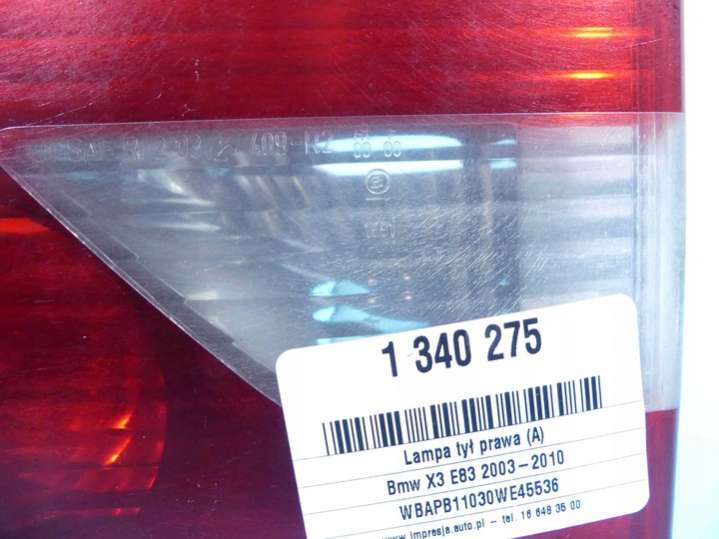 1 340 275
Lampa tył prawa (A)
Bmw X3 E83 2003-2010
WBAPB11030WE45536
www.impresja.auto.pl - tel. 16 648 35 00